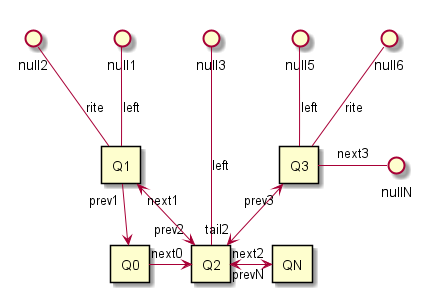 null2 null1 null3 null5 null6
rite left left rite
next3
Q1 left Q3 nullN
prev1 next1 prev3
prev2 tail2
next0 next2
Q0 Q2 QN
prevN